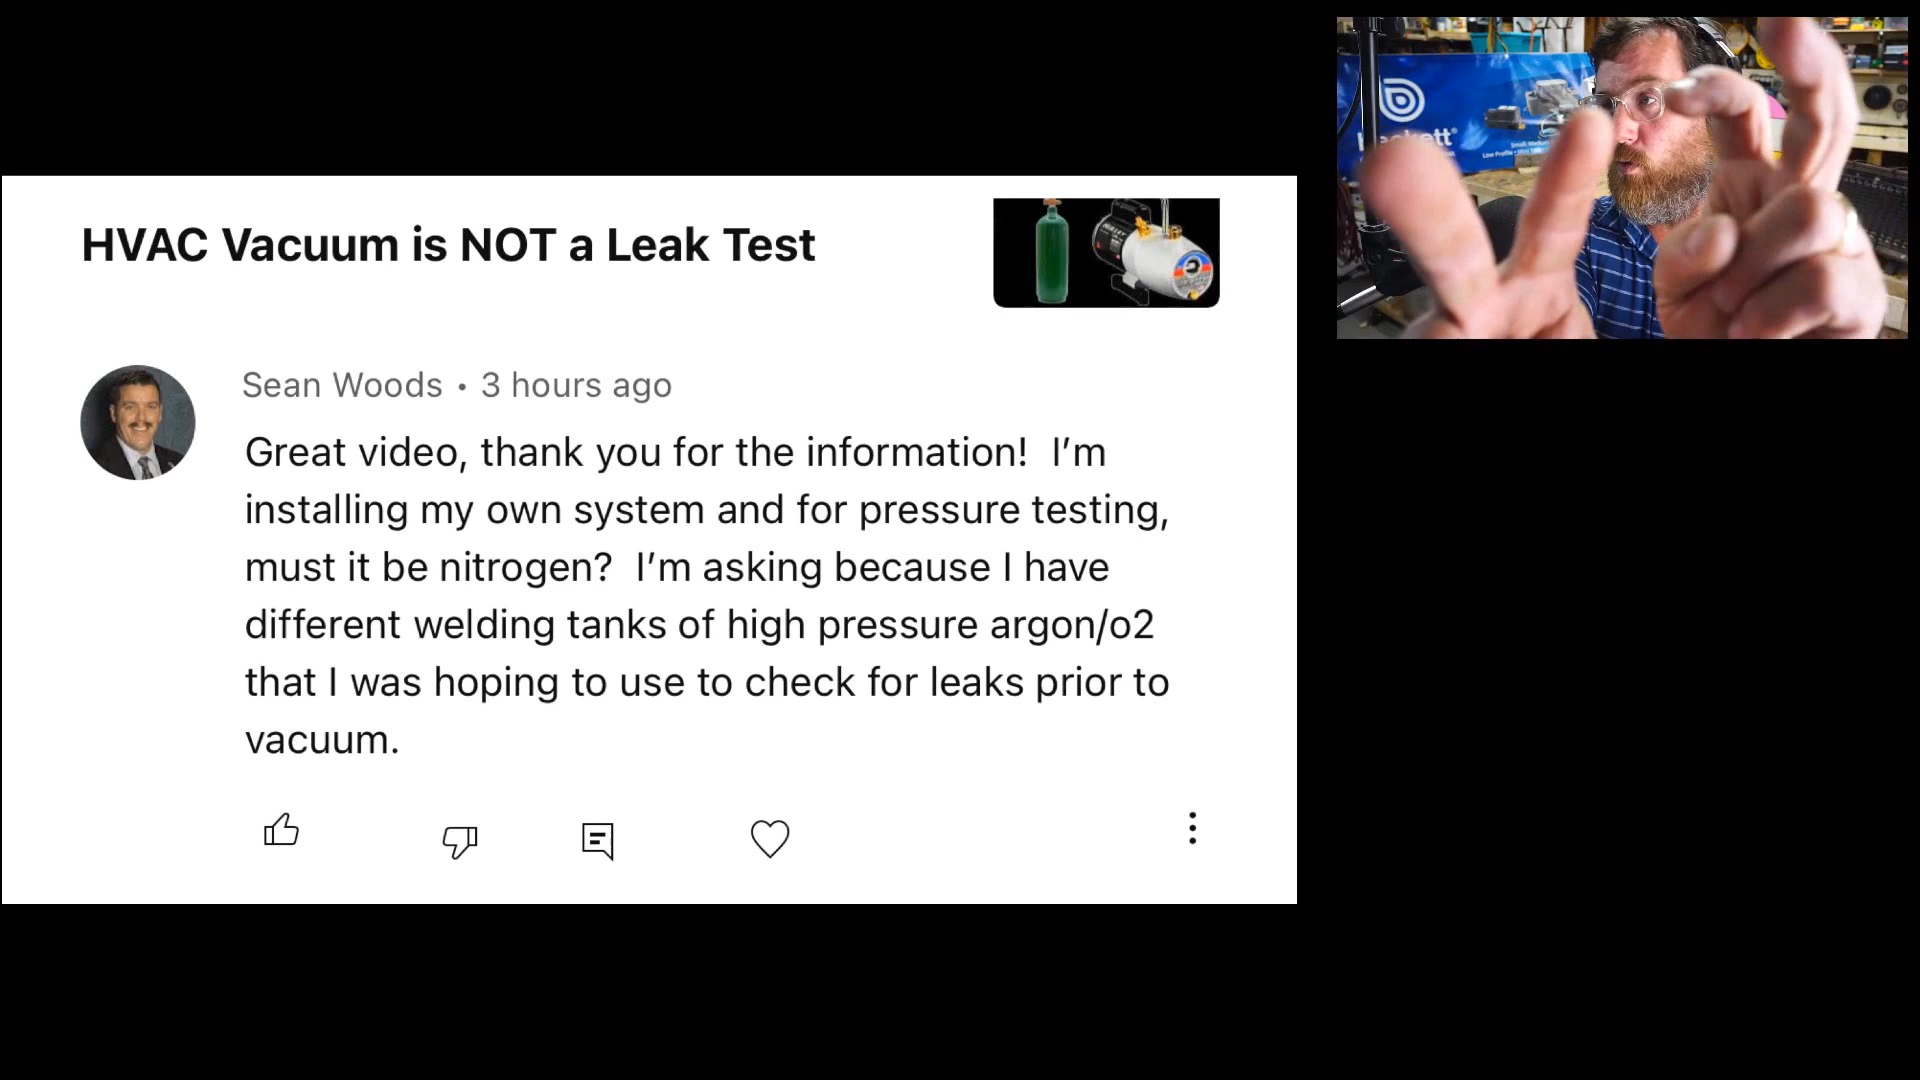 HVAC Vacuum is NOT a Leak Test
Sean Woods • 3 hours ago
Great video, thank you for the information!  I’m
installing my own system and for pressure testing,
must it be nitrogen?  I’m asking because I have
different welding tanks of high pressure argon/o2
that I was hoping to use to check for leaks prior to
vacuum.